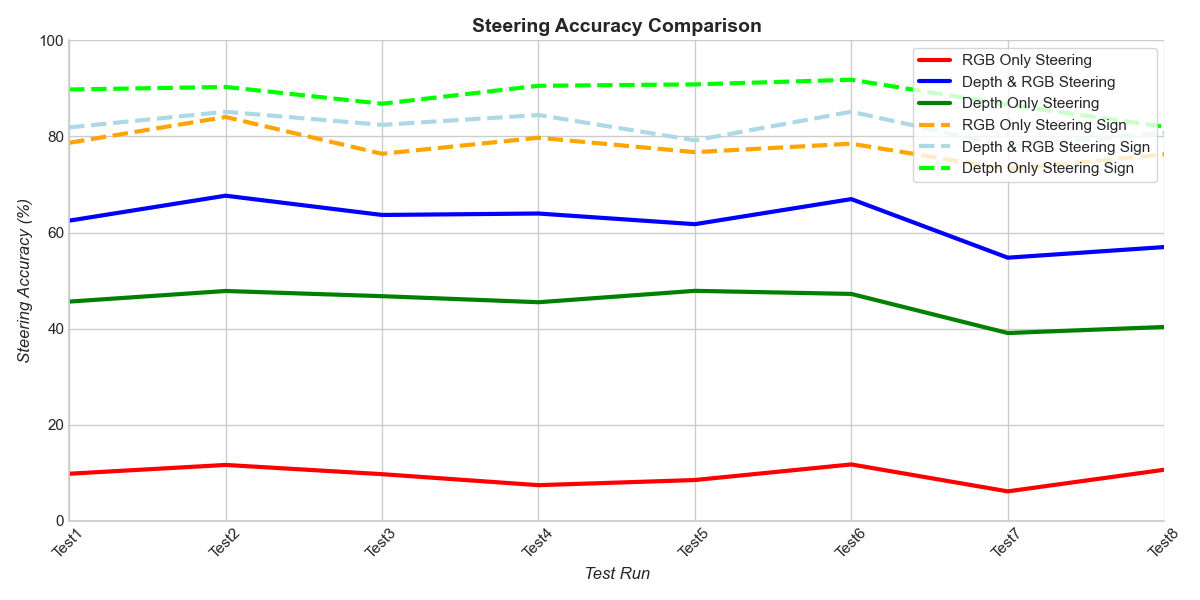 Steering Accuracy Comparison
100
80
60
40
20
0
Steering Accuracy (%)
RGB Only Steering
Depth & RGB Steering
Depth Only Steering
RGB Only Steering Sign
Depth & RGB Steering Sign
Detph Only Steering Sign
Test1
Test2
Test3
Test4
Test5
Test6
Test7
Test8
Test Run